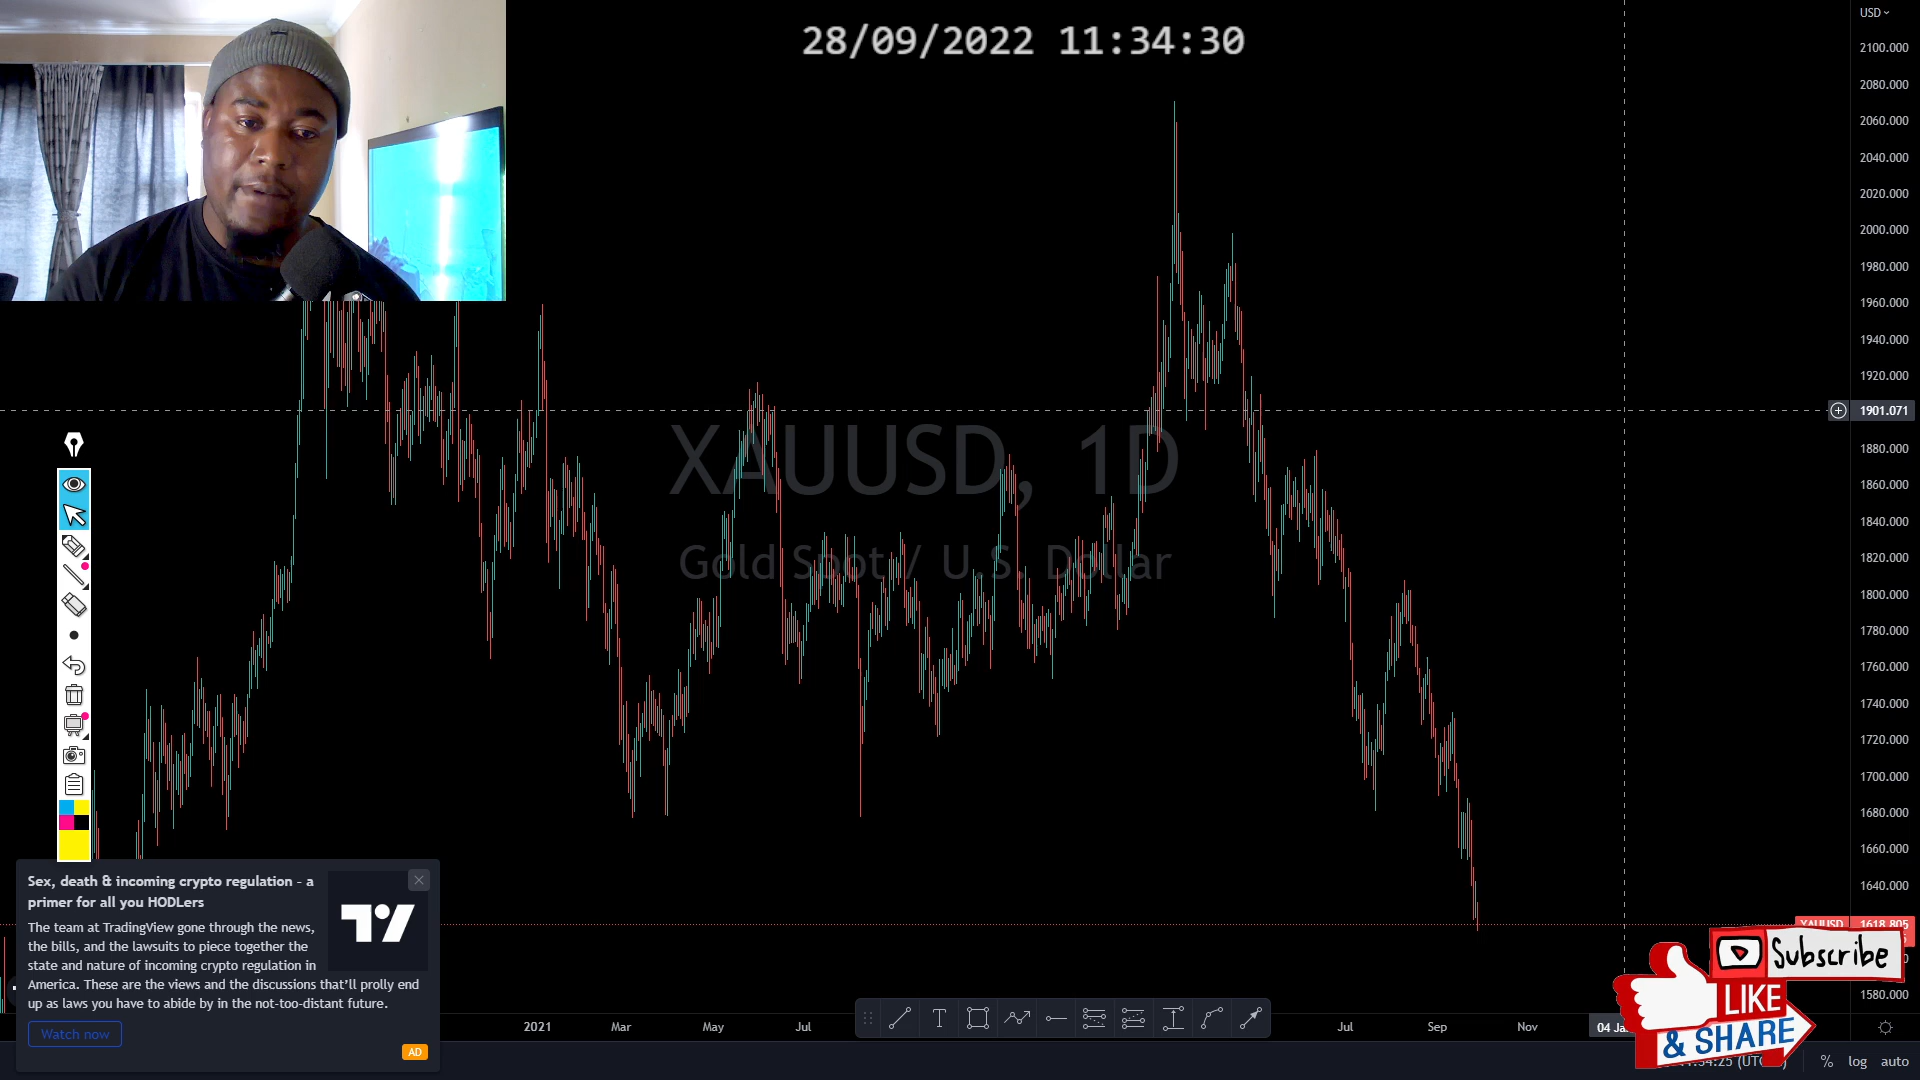 28/09/2022 11:34:30
USD
2100.000
2080.000
2060.000
2040.000
2020.000
2000.000
1980.000
1960.000
1940.000
1920.000
1901.071
1880.000
1860.000
1840.000
1820.000
1800.000
1780.000
1760.000
1740.000
1720.000
1700.000
1680.000
1660.000
1640.000
XAUUSD 1618.805
1580.000
XAUUSD, 1D
Gold Spot / U.S. Dollar
Sex, death & incoming crypto regulation - a
primer for all you HODLers
The team at TradingView gone through the news,
the bills, and the lawsuits to piece together the
state and nature of incoming crypto regulation in
America. These are the views and the discussions that'll prolly end
up as laws you have to abide by in the not-too-distant future.
Watch now
AD
2021 Mar May Jul Jul Sep Nov 04
T
Subscribe
LIKE
& SHARE
% log auto